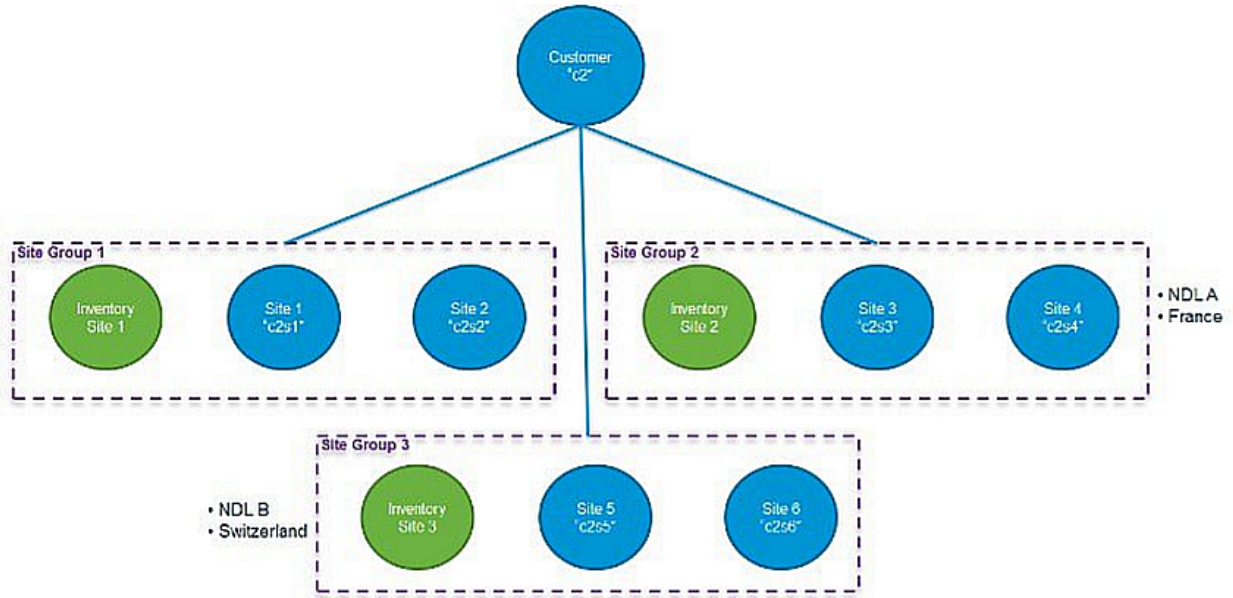 Customer
"c2"
Site Group 1
Inventory
Site 1
Site 1
"c2s1"
Site 2
"c2s2"
Site Group 2
Inventory
Site 2
Site 3
"c2s3"
Site 4
"c2s4"
• NDL A
• France
Site Group 3
• NDL B
• Switzerland
Inventory
Site 3
Site 5
"c2s5"
Site 6
"c2s6"